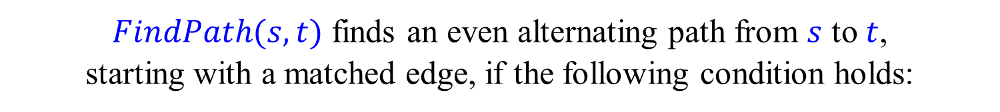 FindPath(s, t) finds an even alternating path from s to t,
starting with a matched edge, if the following condition holds: